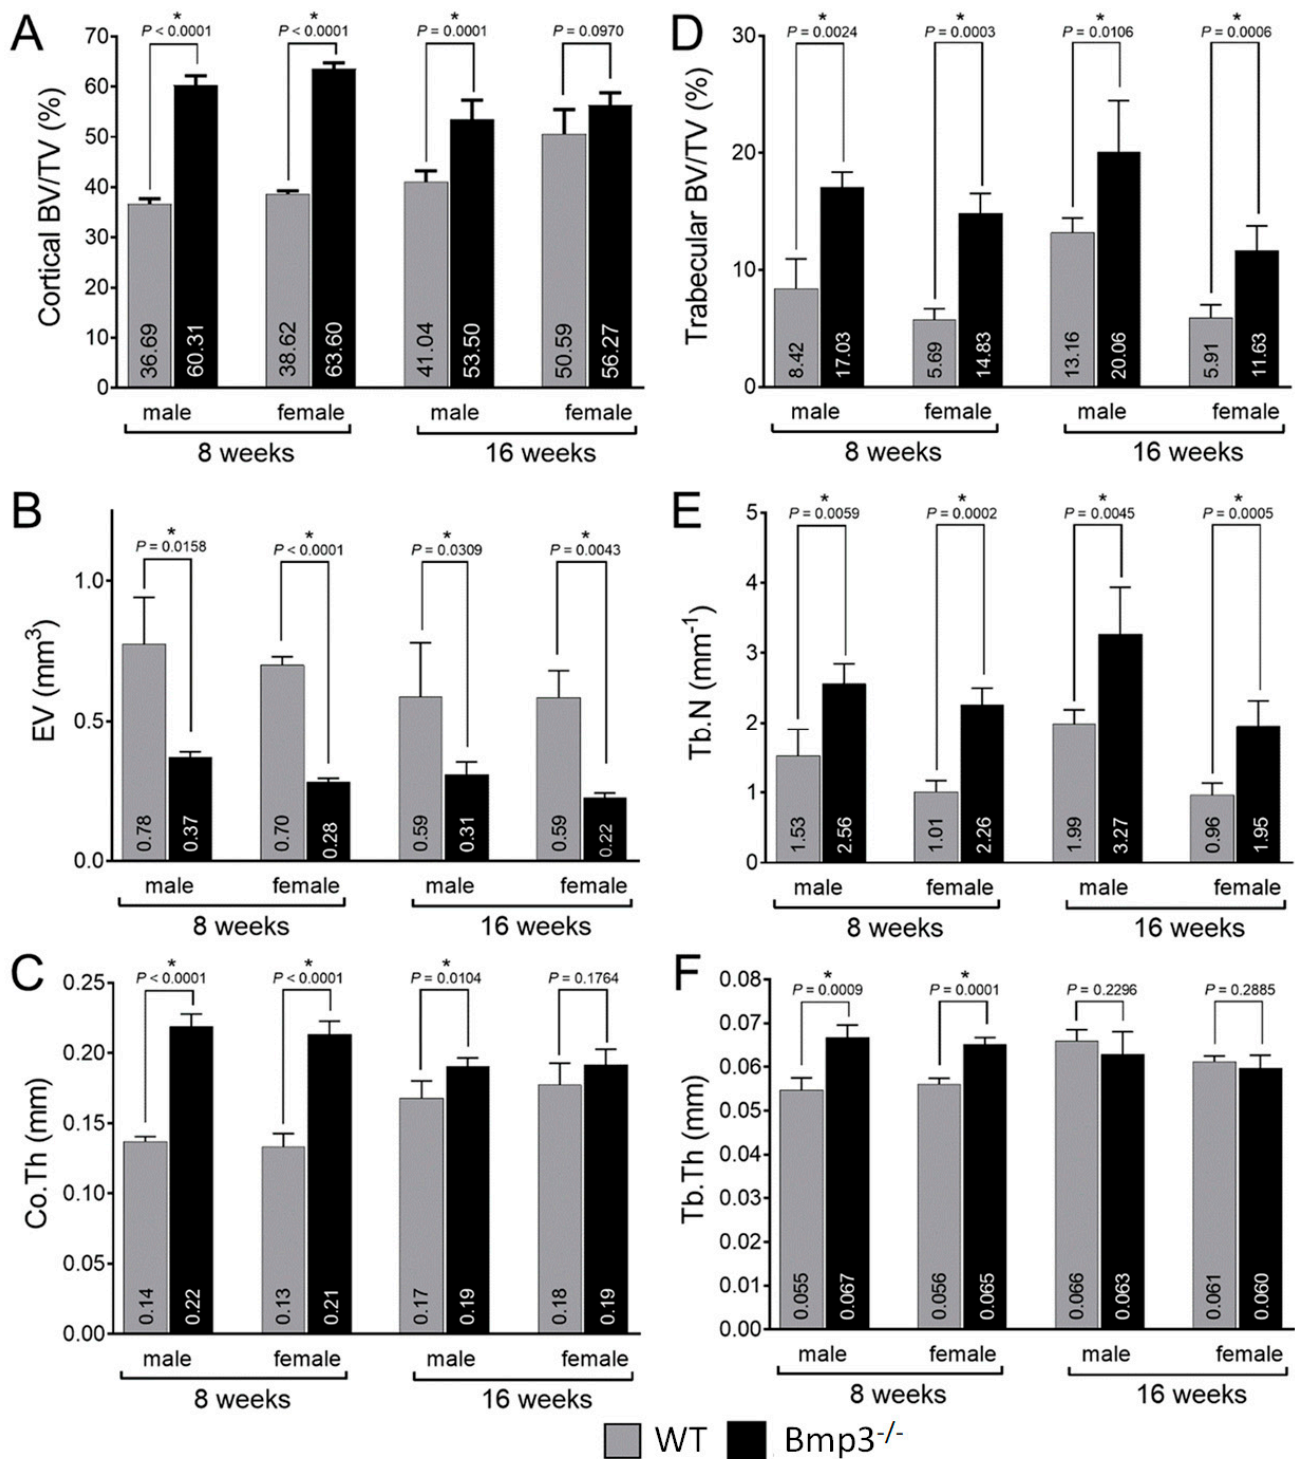 A
* * *
P < 0.0001 P < 0.0001 P = 0.0001 P = 0.0970
Cortical BV/TV (%)
70
60
50
40
30
20
10
0
36.69 60.31 38.62 63.60 41.04 53.50 50.59 56.27
male female male female
8 weeks 16 weeks
D
* * * *
P = 0.0024 P = 0.0003 P = 0.0106 P = 0.0006
Trabecular BV/TV (%)
30
20
10
0
8.42 17.03 5.69 14.83 13.16 20.06 5.91 11.63
male female male female
8 weeks 16 weeks
B
* * * *
P = 0.0158 P < 0.0001 P = 0.0309 P = 0.0043
EV (mm³)
1.0
0.5
0.0
0.78 0.37 0.70 0.28 0.59 0.31 0.59 0.22
male female male female
8 weeks 16 weeks
E
* * * *
P = 0.0059 P = 0.0002 P = 0.0045 P = 0.0005
Tb.N (mm⁻¹)
5
4
3
2
1
0
1.53 2.56 1.01 2.26 1.99 3.27 0.96 1.95
male female male female
8 weeks 16 weeks
C
* * *
P < 0.0001 P < 0.0001 P = 0.0104 P = 0.1764
Co.Th (mm)
0.25
0.20
0.15
0.10
0.05
0.00
0.14 0.22 0.13 0.21 0.17 0.19 0.18 0.19
male female male female
8 weeks 16 weeks
F
* *
P = 0.0009 P = 0.0001 P = 0.2296 P = 0.2885
Tb.Th (mm)
0.08
0.07
0.06
0.05
0.04
0.03
0.02
0.01
0.00
0.055 0.067 0.056 0.065 0.066 0.063 0.061 0.060
male female male female
8 weeks 16 weeks
WT Bmp3⁻/⁻